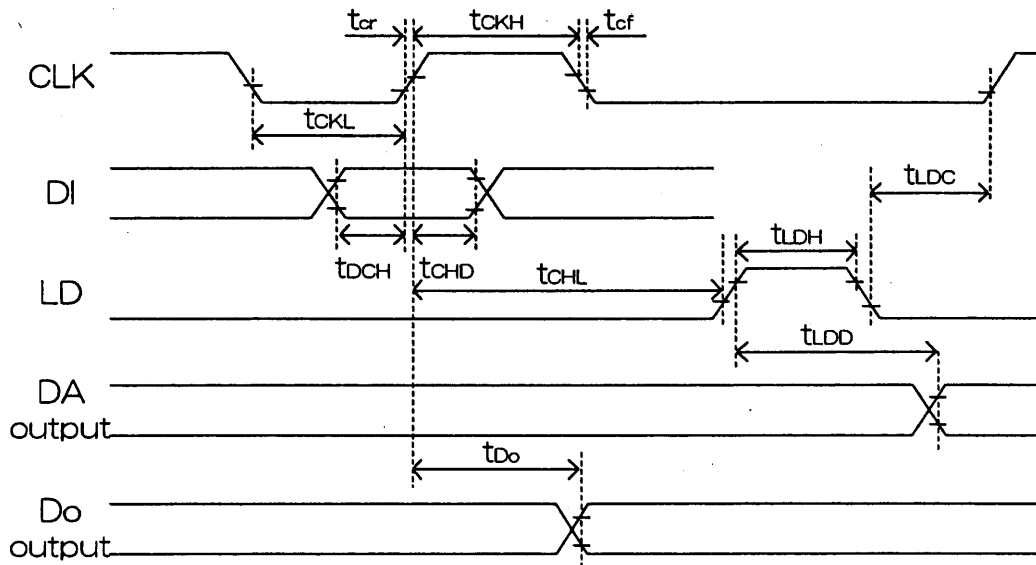 tcr tCKH tcf
CLK
tCKL
DI
tLDC
tDCH tCHD tCHL tLDH
LD
tLDD
DA
output
tDo
Do
output